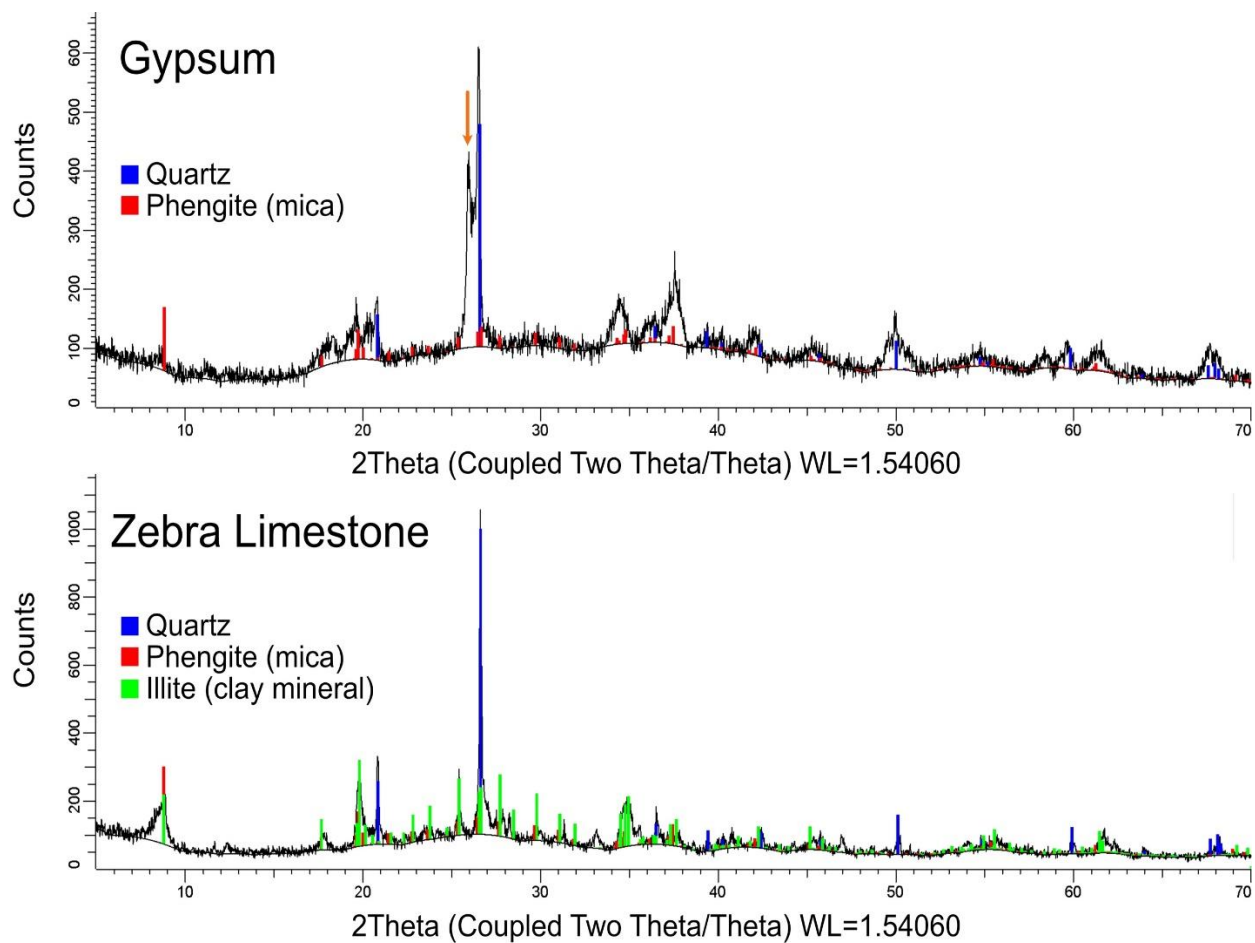 Gypsum
Counts
600
500
400
300
200
100
0
Quartz
Phengite (mica)
10 20 30 40 50 60 70
2Theta (Coupled Two Theta/Theta) WL=1.54060
Zebra Limestone
Counts
1000
800
600
400
200
0
Quartz
Phengite (mica)
Illite (clay mineral)
10 20 30 40 50 60 70
2Theta (Coupled Two Theta/Theta) WL=1.54060